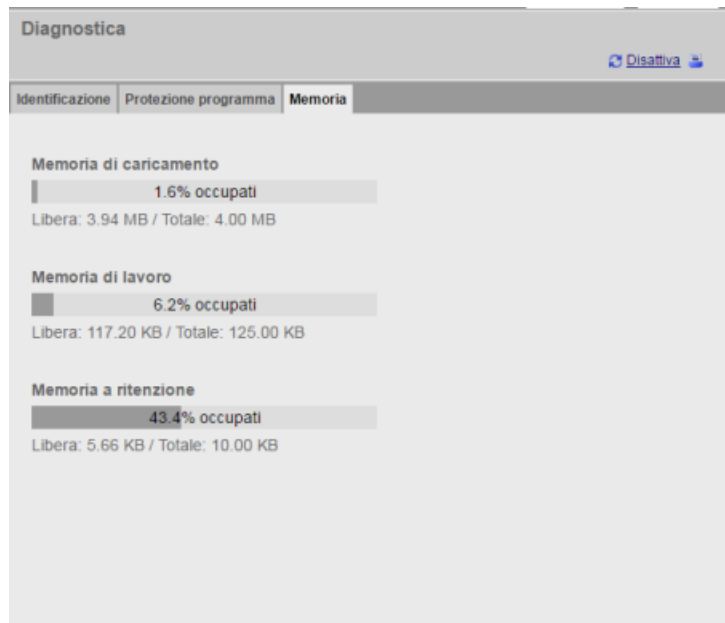 Diagnostica
Disattiva
Identificazione Protezione programma Memoria
Memoria di caricamento
1.6% occupati
Libera: 3.94 MB / Totale: 4.00 MB
Memoria di lavoro
6.2% occupati
Libera: 117.20 KB / Totale: 125.00 KB
Memoria a ritenzione
43.4% occupati
Libera: 5.66 KB / Totale: 10.00 KB